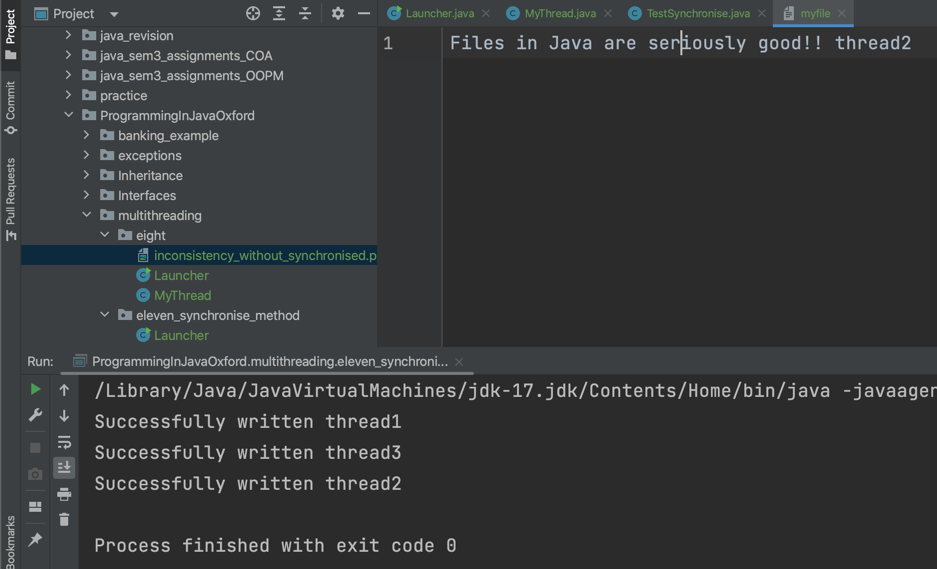 Project
Launcher.java
MyThread.java
TestSynchronise.java
myfile
Project
Commit
Pull Requests
Bookmarks
java_revision
java_sem3_assignments_COA
java_sem3_assignments_OOPM
practice
ProgrammingInJavaOxford
banking_example
exceptions
Inheritance
Interfaces
multithreading
eight
inconsistency_without_synchronised.p
Launcher
MyThread
eleven_synchronise_method
Launcher
1 Files in Java are seriously good!! thread2
Run: ProgrammingInJavaOxford.multithreading.eleven_synchroni...
/Library/Java/JavaVirtualMachines/jdk-17.jdk/Contents/Home/bin/java -javaagen
Successfully written thread1
Successfully written thread3
Successfully written thread2
Process finished with exit code 0